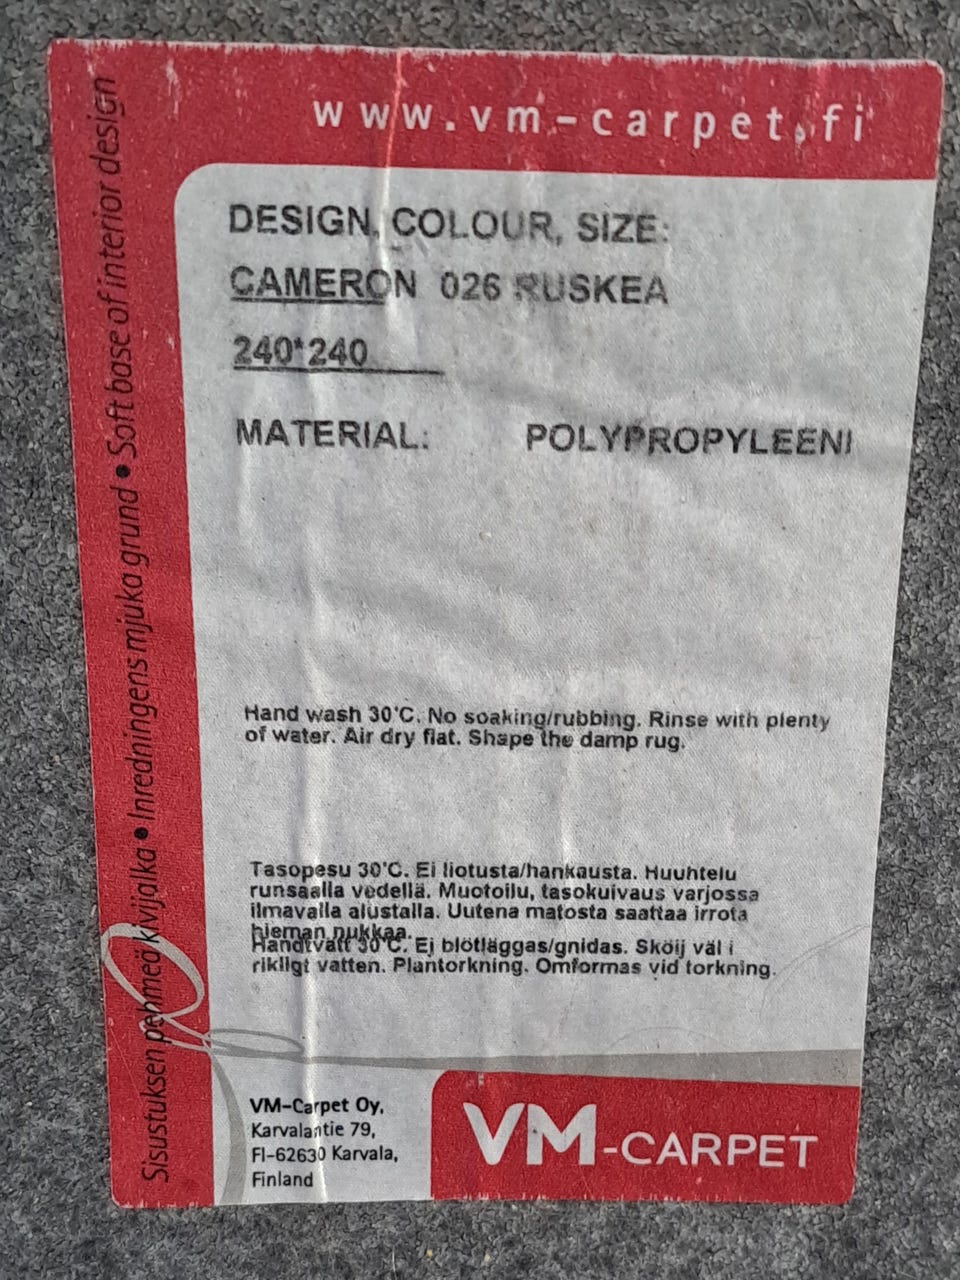 www.vm-carpet.fi
DESIGN, COLOUR, SIZE:
CAMERON 026 RUSKEA
240*240
MATERIAL: POLYPROPYLEENI
Hand wash 30'C. No soaking/rubbing. Rinse with plenty
of water. Air dry flat. Shape the damp rug.
Tasopesu 30'C. Ei liotusta/hankausta. Huuhtelu
runsaalla vedellä. Muotoilu, tasokuivaus varjossa
ilmavalla alustalla. Uutena matosta saattaa irrota
hieman nukkaa.
Handtvätt 30'C. Ej blötläggas/gnidas. Sköij väl i
rikligt vatten. Plantorkning. Omformas vid torkning.
VM-Carpet Oy,
Karvalantie 79,
FI-62630 Karvala,
Finland
VM-CARPET
Sisustuksen pehmeä kivijalka • Inredningens mjuka grund • Soft base of interior design